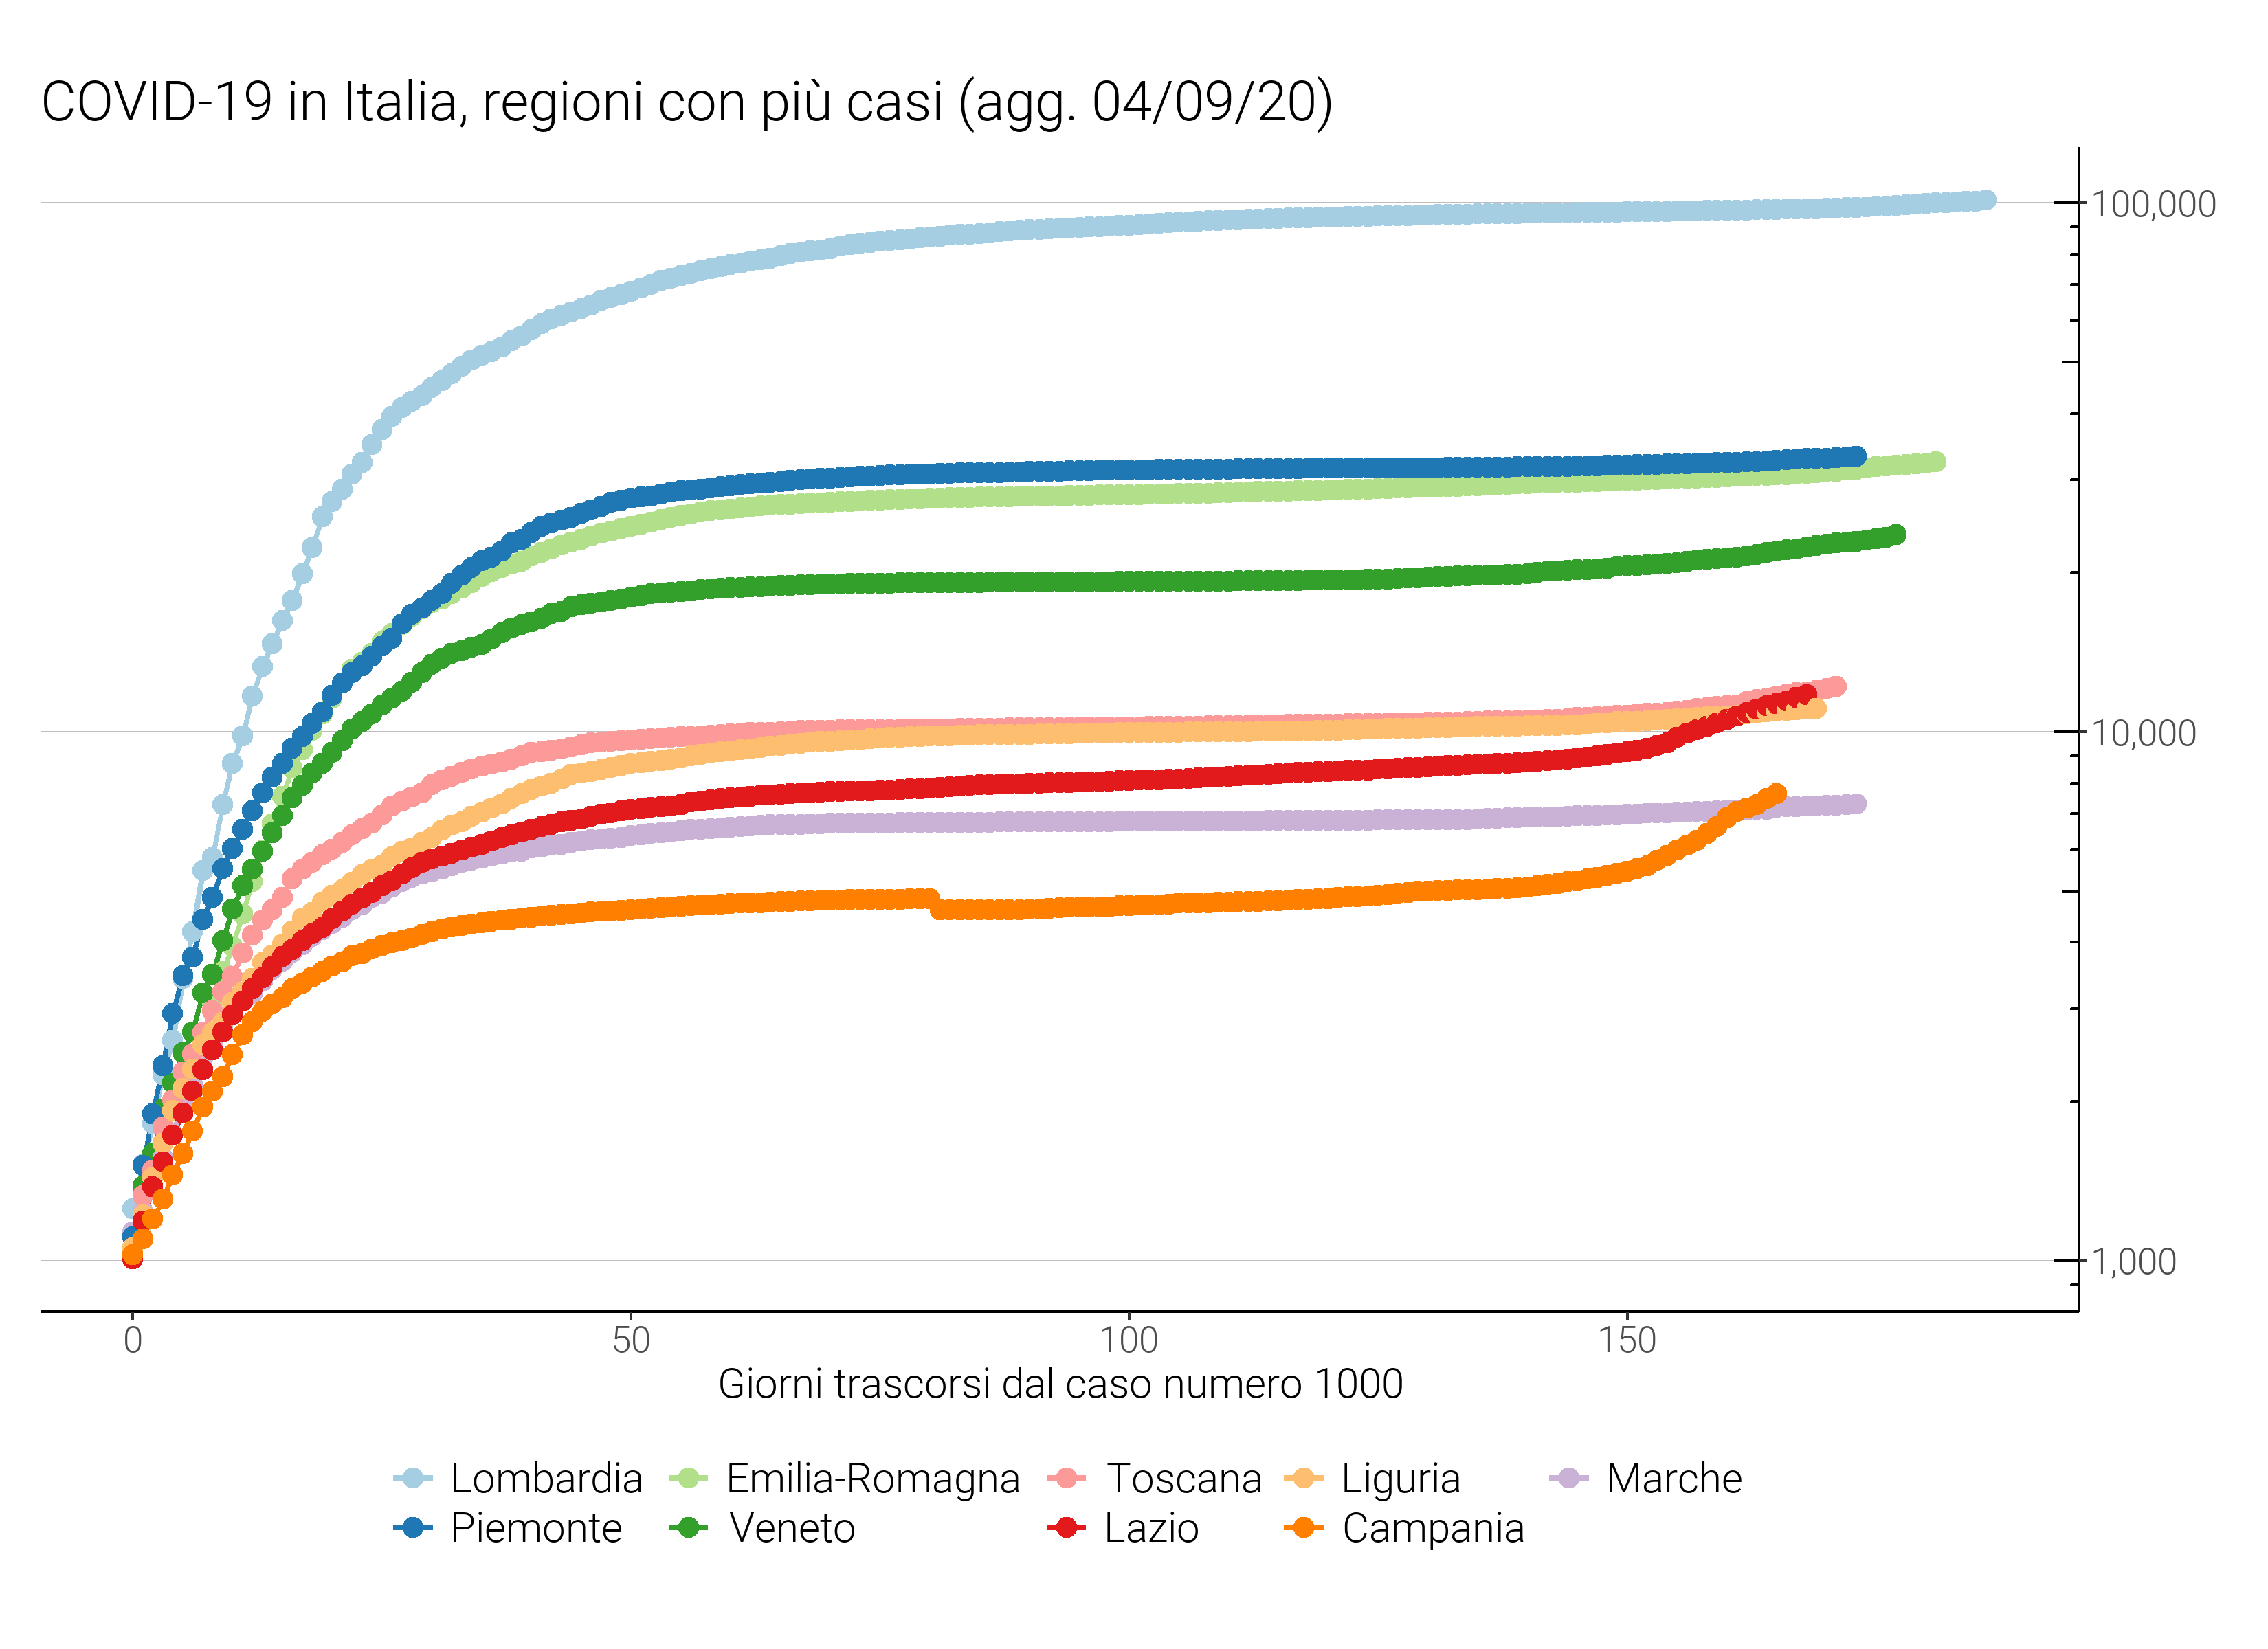 COVID-19 in Italia, regioni con più casi (agg. 04/09/20)
100,000
10,000
1,000
0 50 100 150
Giorni trascorsi dal caso numero 1000
Lombardia Emilia-Romagna Toscana Liguria Marche
Piemonte Veneto Lazio Campania